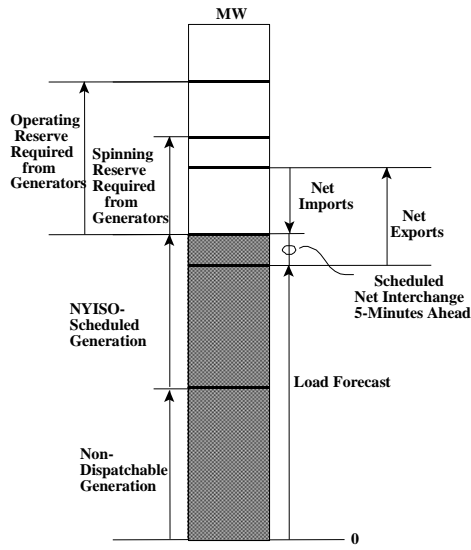 MW
Operating
Reserve
Required
from
Generators
Spinning
Reserve
Required
from
Generators
Net
Imports
Net
Exports
Scheduled
Net Interchange
5-Minutes Ahead
NYISO-
Scheduled
Generation
Load Forecast
Non-
Dispatchable
Generation
0